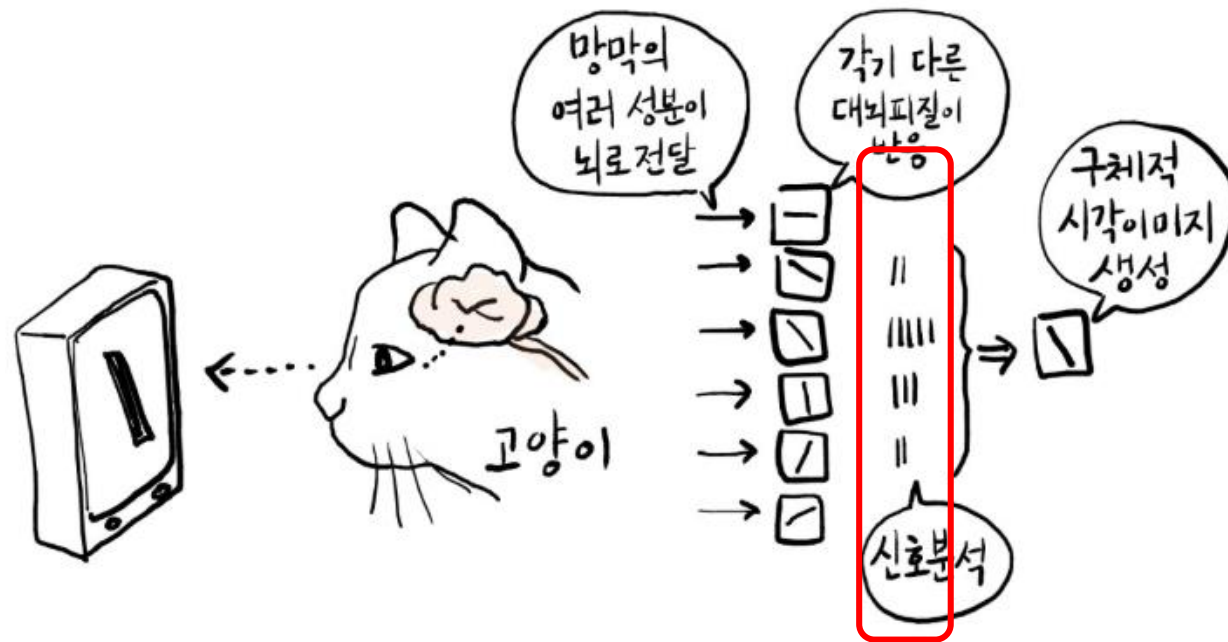 망막의
여러 성분이
뇌로전달
각기 다른
대뇌피질이
반응
구체적
시각이미지
생성
고양이
신호분석